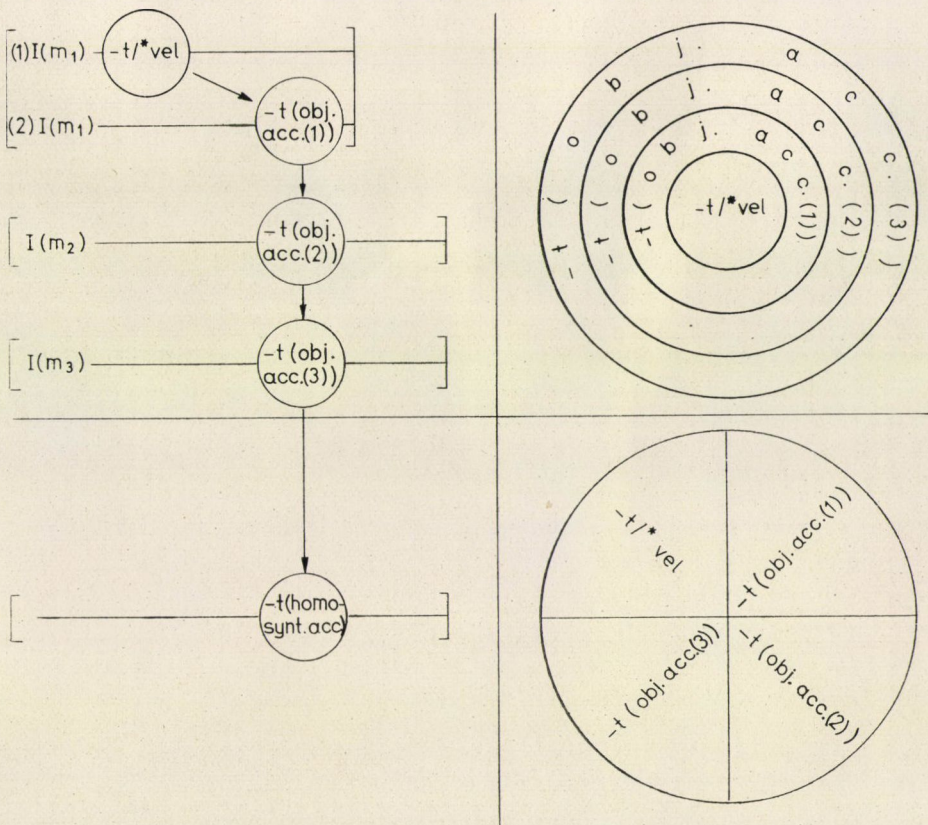 (1) I(m₁) -t/*vel
(2) I(m₁) -t(obj.
acc.(1))
I(m₂) -t(obj.
acc.(2))
I(m₃) -t(obj.
acc.(3))
-t(homo-
synt.acc)
-t(obj.acc.(3))
-t(obj.acc.(2))
-t(obj.acc.(1))
-t/*vel
-t/*vel
-t(obj.acc.(1))
-t(obj.acc.(3))
-t(obj.acc.(2))